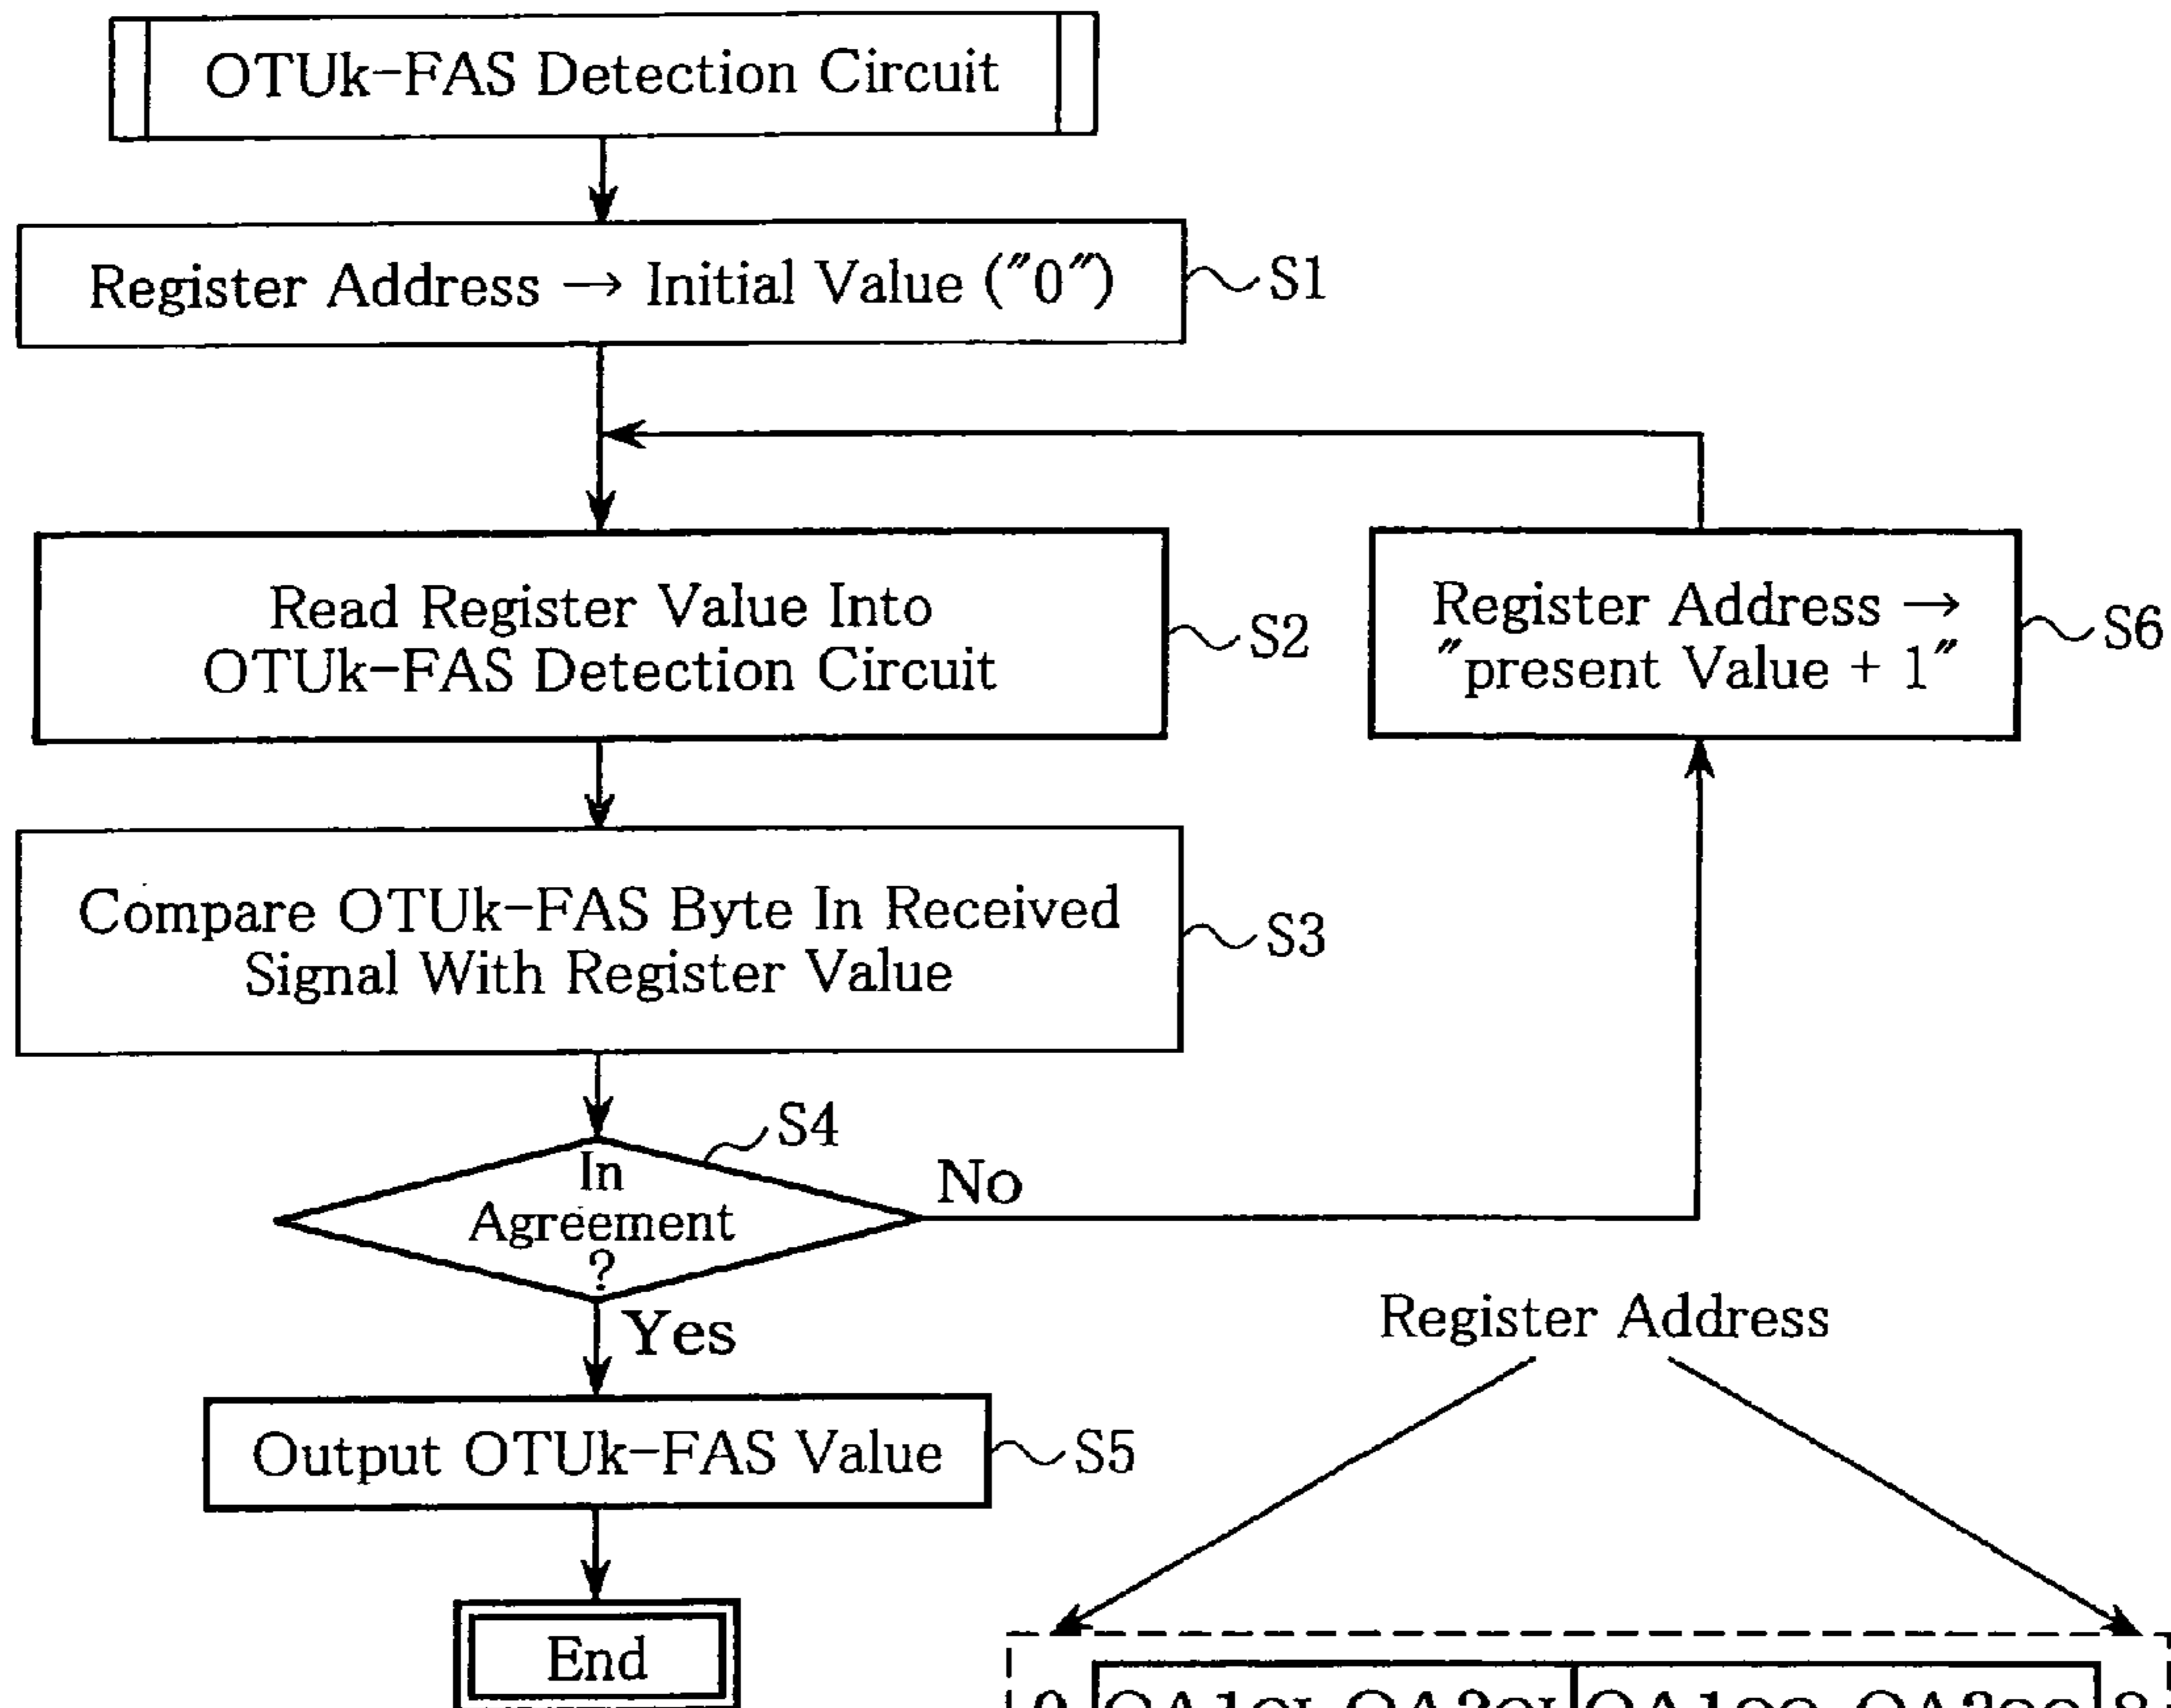 OTUk-FAS Detection Circuit
Register Address → Initial Value ("0")
S1
Read Register Value Into
OTUk-FAS Detection Circuit
S2
Register Address →
"present Value + 1"
S6
Compare OTUk-FAS Byte In Received
Signal With Register Value
S3
S4
In
Agreement
?
No
Yes
Register Address
Output OTUk-FAS Value
S5
End